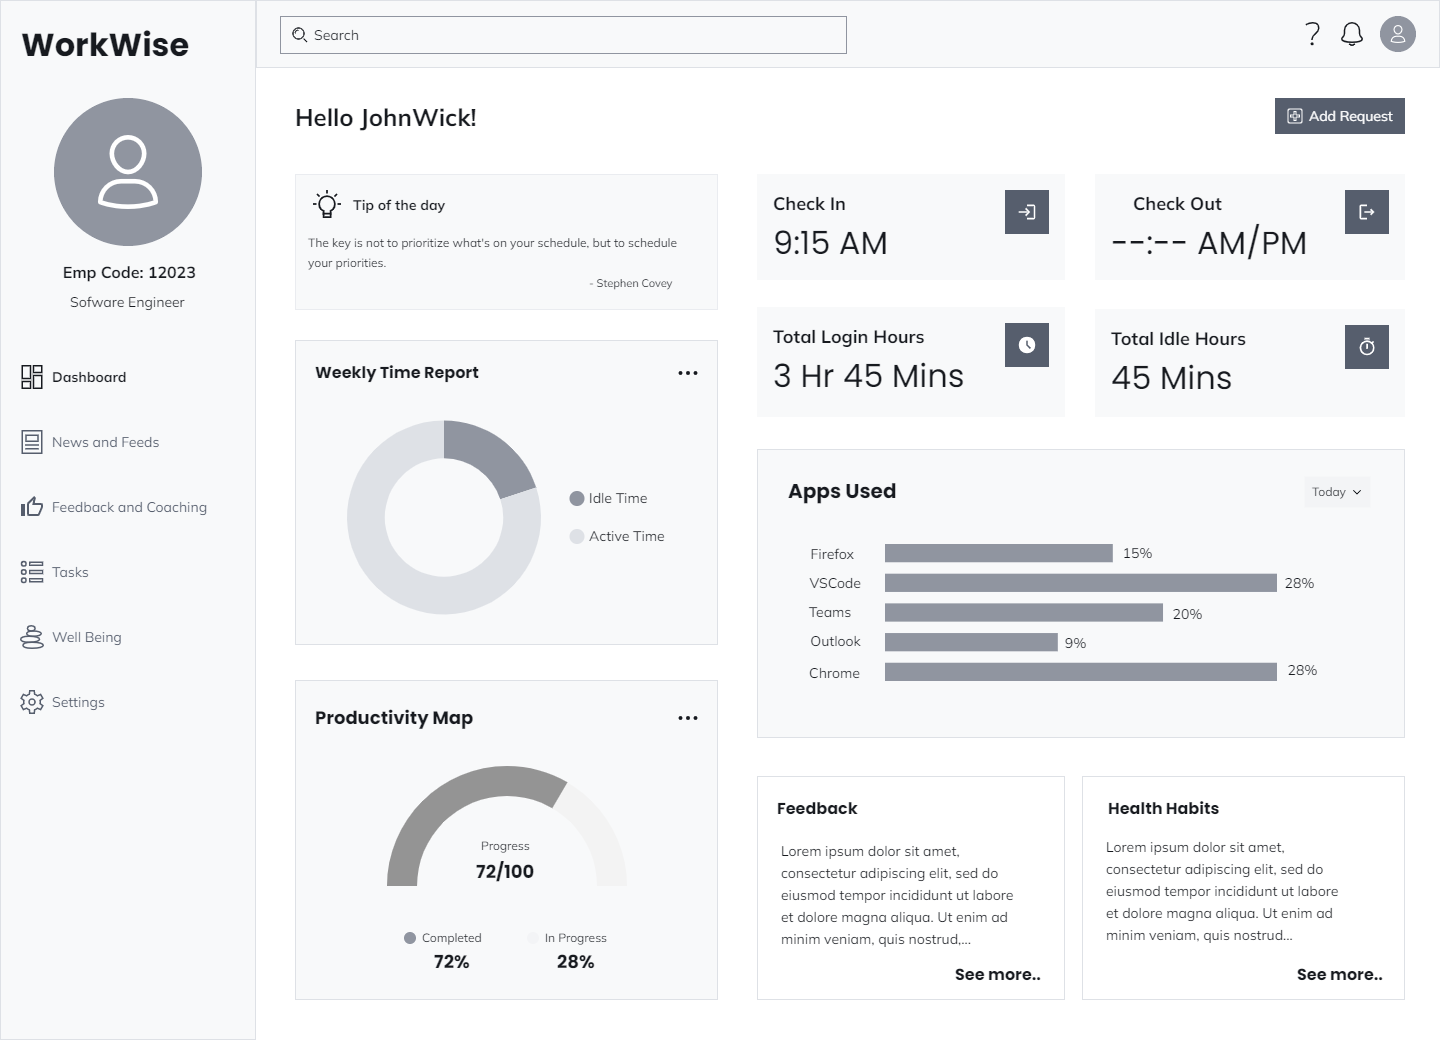 WorkWise
Emp Code: 12023
Sofware Engineer
Dashboard
News and Feeds
Feedback and Coaching
Tasks
Well Being
Settings
Search
Hello JohnWick!
Add Request
Tip of the day
The key is not to prioritize what's on your schedule, but to schedule
your priorities.
- Stephen Covey
Check In
9:15 AM
Check Out
--:-- AM/PM
Total Login Hours
3 Hr 45 Mins
Total Idle Hours
45 Mins
Weekly Time Report
Idle Time
Active Time
Apps Used
Today
Firefox 15%
VSCode 28%
Teams 20%
Outlook 9%
Chrome 28%
Productivity Map
Progress
72/100
Completed
72%
In Progress
28%
Feedback
Lorem ipsum dolor sit amet,
consectetur adipiscing elit, sed do
eiusmod tempor incididunt ut labore
et dolore magna aliqua. Ut enim ad
minim veniam, quis nostrud,...
See more..
Health Habits
Lorem ipsum dolor sit amet,
consectetur adipiscing elit, sed do
eiusmod tempor incididunt ut labore
et dolore magna aliqua. Ut enim ad
minim veniam, quis nostrud...
See more..